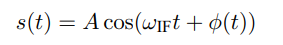 s(t) = A cos(ω_IF t + ϕ(t))